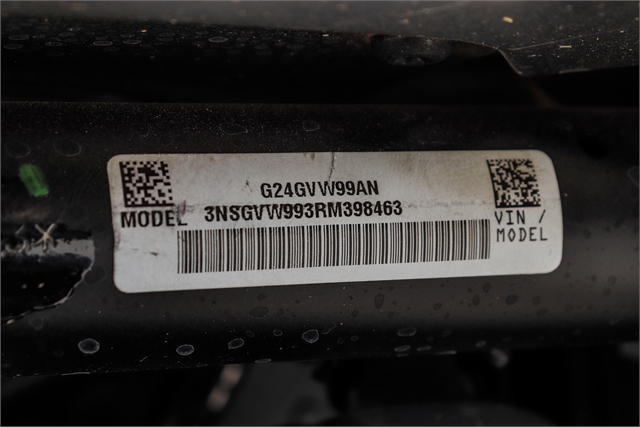 G24GVW99AN
MODEL 3NSGVW993RM398463
VIN /
MODEL